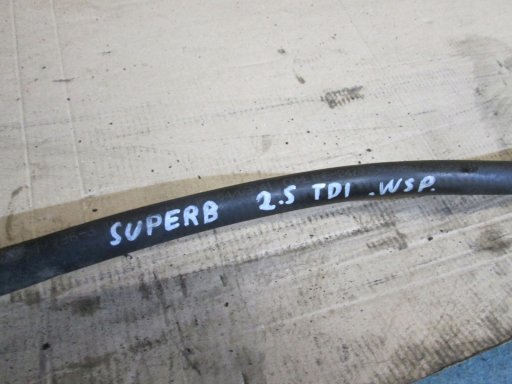 SUPERB 2.5 TDI .WSP.